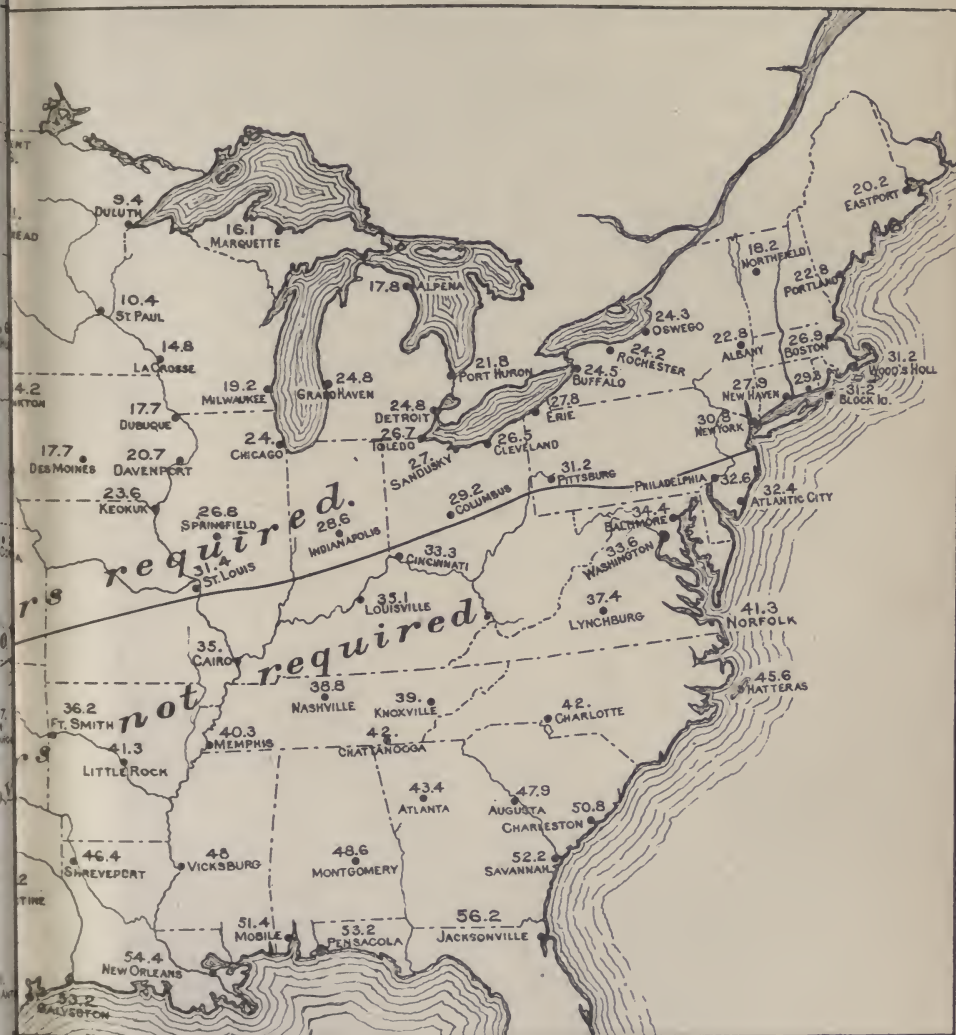 9.4
DULUTH
16.1
MARQUETTE
20.2
EASTPORT
18.2
NORTHFIELD
22.8
PORTLAND
17.8 ALPENA
10.4
ST PAUL
24.3
OSWEGO
24.2
ROCHESTER
22.8
ALBANY
26.9
BOSTON
31.2
WOOD'S HOLL
14.8
LA CROSSE
21.8
PORT HURON
24.5
BUFFALO
19.2
MILWAUKEE
24.8
GRAND HAVEN
27.9
NEW HAVEN
31.2
BLOCK ID.
17.7
DUBUQUE
24.8
DETROIT
27.8
ERIE
30.8
NEW YORK
24.
CHICAGO
26.7
TOLEDO
26.5
CLEVELAND
2.7.
SANDUSKY
17.7
DES MOINES
20.7
DAVENPORT
31.2
PITTSBURG
PHILADELPHIA
32.6
23.6
KEOKUK
26.8
SPRINGFIELD
28.6
INDIANAPOLIS
29.2
COLUMBUS
32.4
ATLANTIC CITY
34.4
BALTIMORE
33.6
WASHINGTON
rs required.
31.4
ST. LOUIS
33.3
CINCINNATI
35.1
LOUISVILLE
37.4
LYNCHBURG
41.3
NORFOLK
35.
CAIRO
rs not required.
45.6
HATTERAS
38.8
NASHVILLE
39.
KNOXVILLE
42.
CHARLOTTE
36.2
FT. SMITH
40.3
MEMPHIS
42.
CHATTANOOGA
41.3
LITTLE ROCK
43.4
ATLANTA
47.9
AUGUSTA
50.8
CHARLESTON
46.4
SHREVEPORT
48
VICKSBURG
48.6
MONTGOMERY
52.2
SAVANNAH
51.4
MOBILE
53.2
PENSACOLA
56.2
JACKSONVILLE
54.4
NEW ORLEANS
53.2
GALVESTON